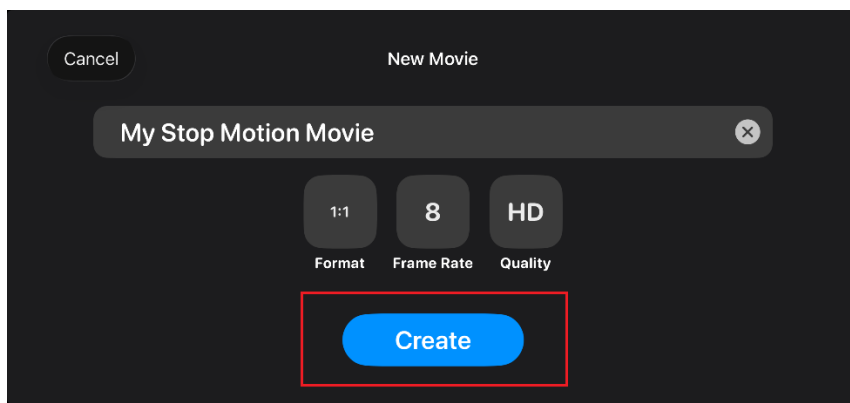 Cancel
New Movie
My Stop Motion Movie
1:1
8
HD
Format
Frame Rate
Quality
Create